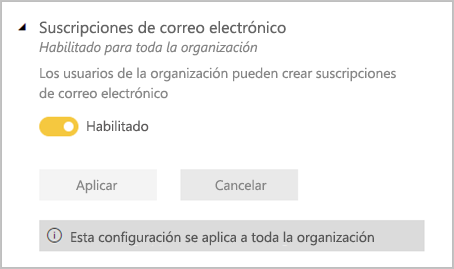 Suscripciones de correo electrónico
Habilitado para toda la organización
Los usuarios de la organización pueden crear suscripciones
de correo electrónico
Habilitado
Aplicar
Cancelar
Esta configuración se aplica a toda la organización